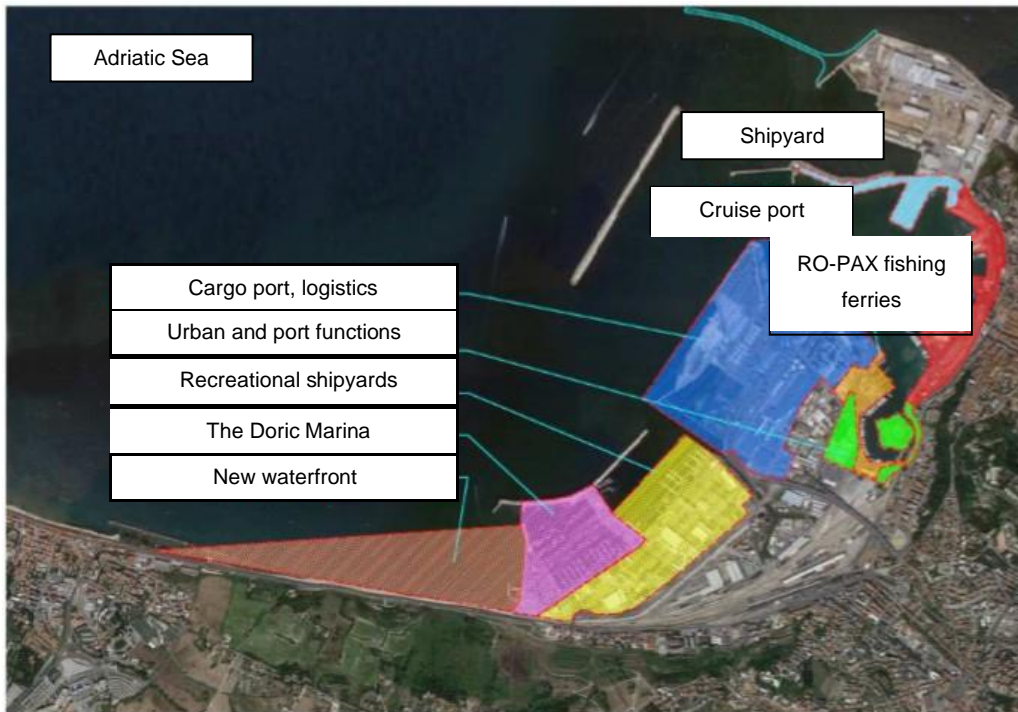 Adriatic Sea
Shipyard
Cruise port
RO-PAX fishing
ferries
Cargo port, logistics
Urban and port functions
Recreational shipyards
The Doric Marina
New waterfront